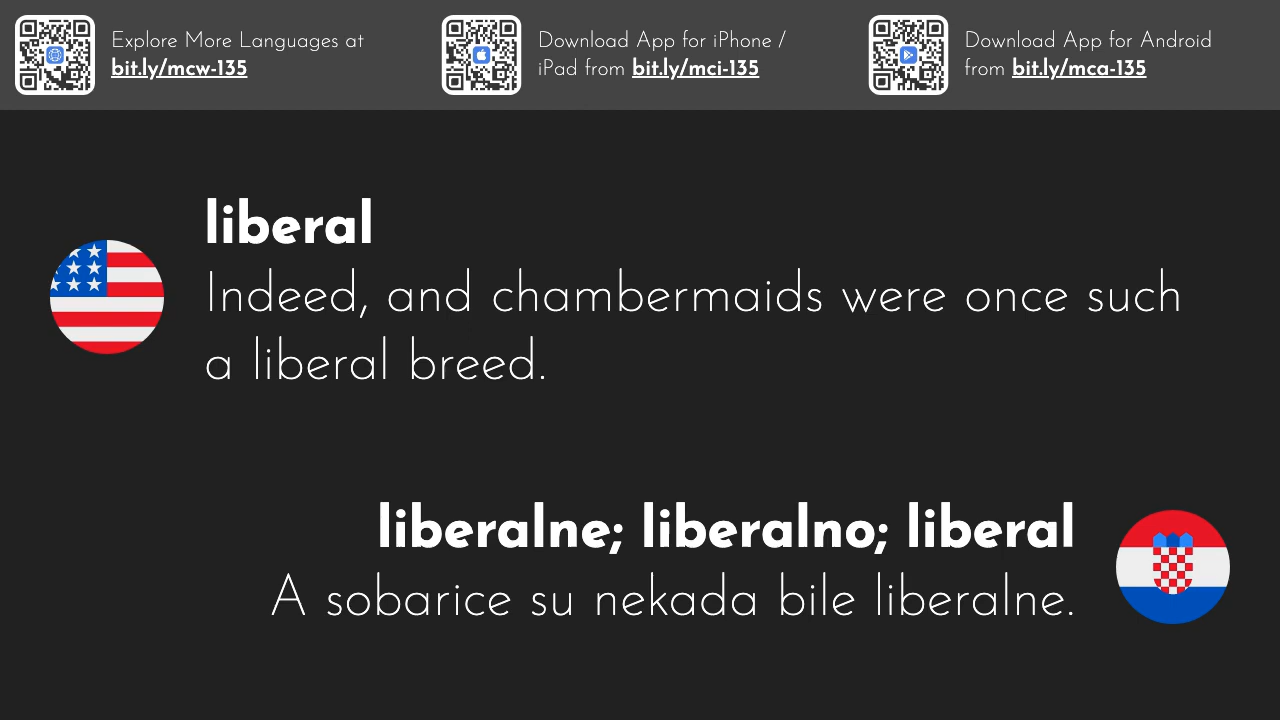 Explore More Languages at
bit.ly/mcw-135
Download App for iPhone /
iPad from bit.ly/mci-135
Download App for Android
from bit.ly/mca-135
liberal
Indeed, and chambermaids were once such
a liberal breed.
liberalne; liberalno; liberal
A sobarice su nekada bile liberalne.